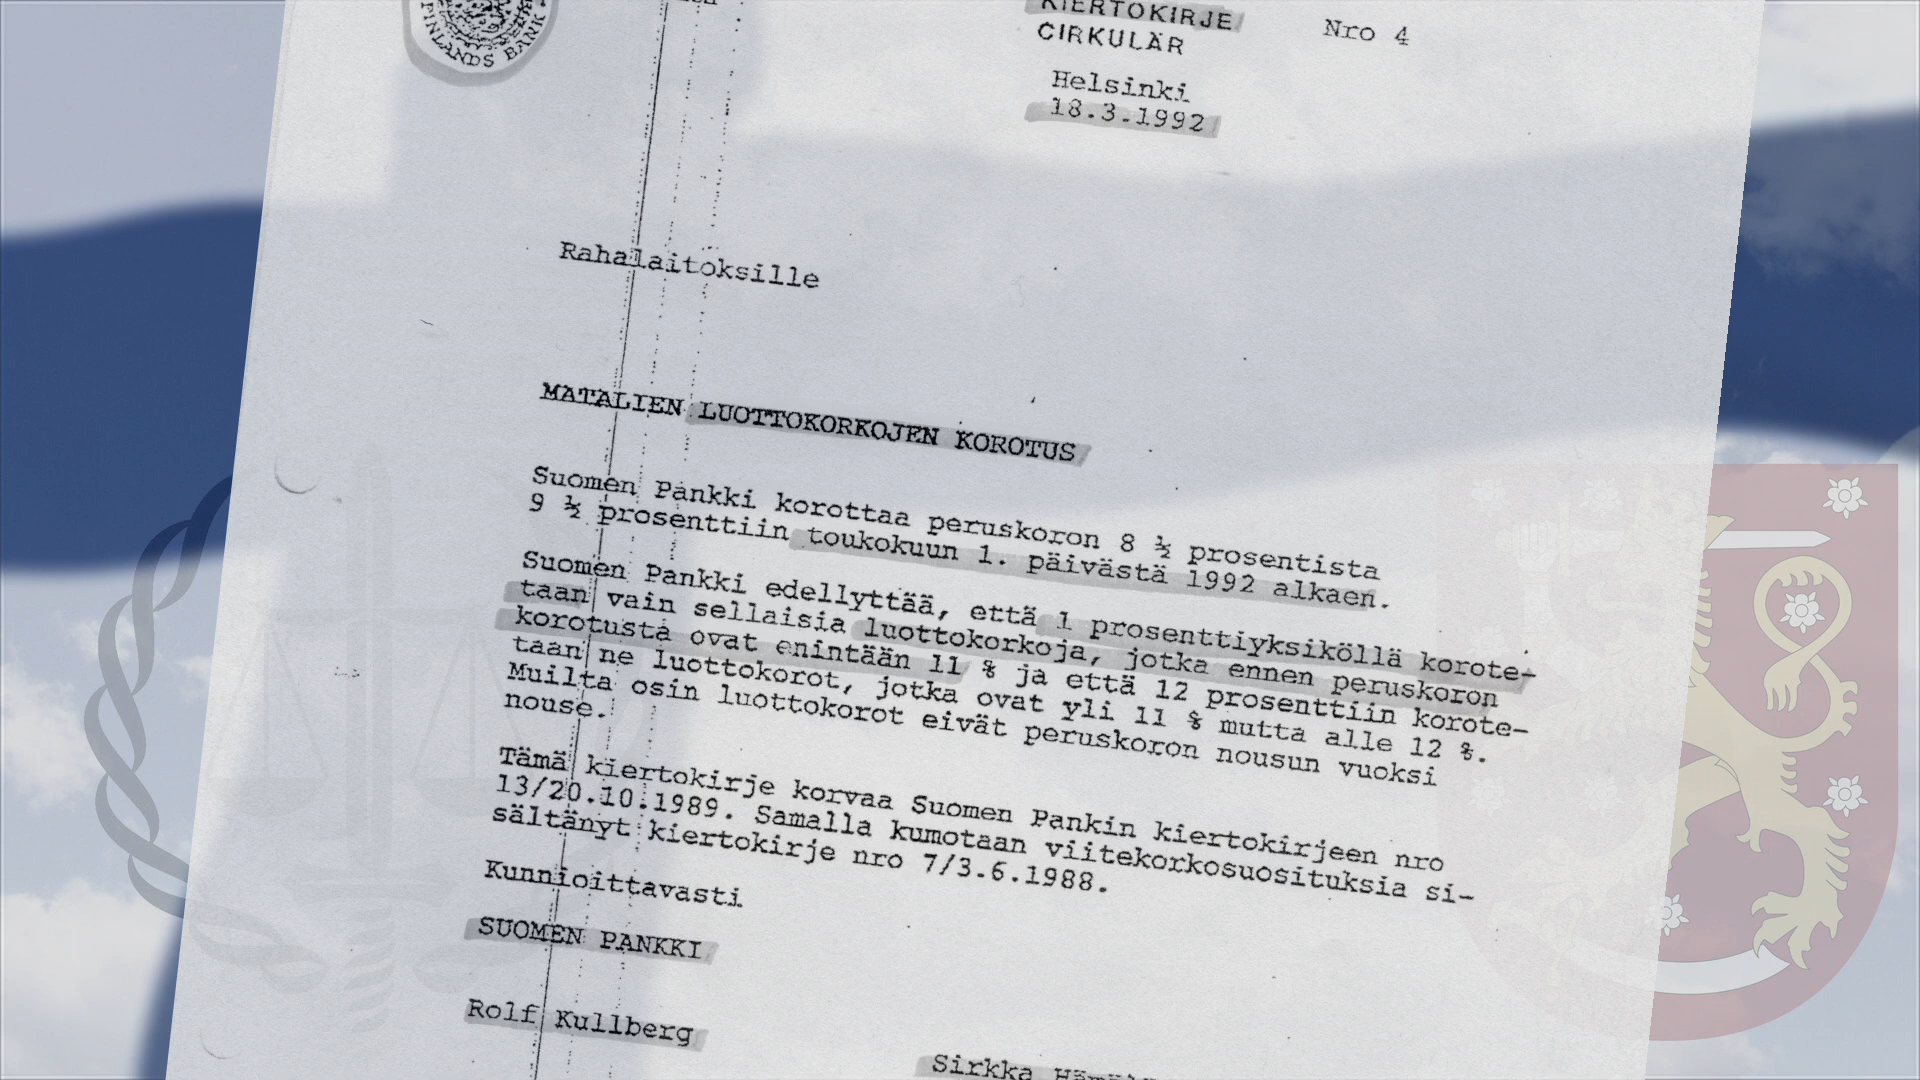 FINLANDS BANK
KIERTOKIRJE
CIRKULÄR
Nro 4
Helsinki
18.3.1992
Rahalaitoksille
MATALIEN LUOTTOKORKOJEN KOROTUS
Suomen Pankki korottaa peruskoron 8 ½ prosentista
9 ½ prosenttiin toukokuun 1. päivästä 1992 alkaen.
Suomen Pankki edellyttää, että 1 prosenttiyksiköllä korote-
taan vain sellaisia luottokorkoja, jotka ennen peruskoron
korotusta ovat enintään 11 % ja että 12 prosenttiin korote-
taan ne luottokorot, jotka ovat yli 11 % mutta alle 12 %.
Muilta osin luottokorot eivät peruskoron nousun vuoksi
nouse.
Tämä kiertokirje korvaa Suomen Pankin kiertokirjeen nro
13/20.10.1989. Samalla kumotaan viitekorkosuosituksia si-
sältänyt kiertokirje nro 7/3.6.1988.
Kunnioittavasti
SUOMEN PANKKI
Rolf Kullberg
Sirkka